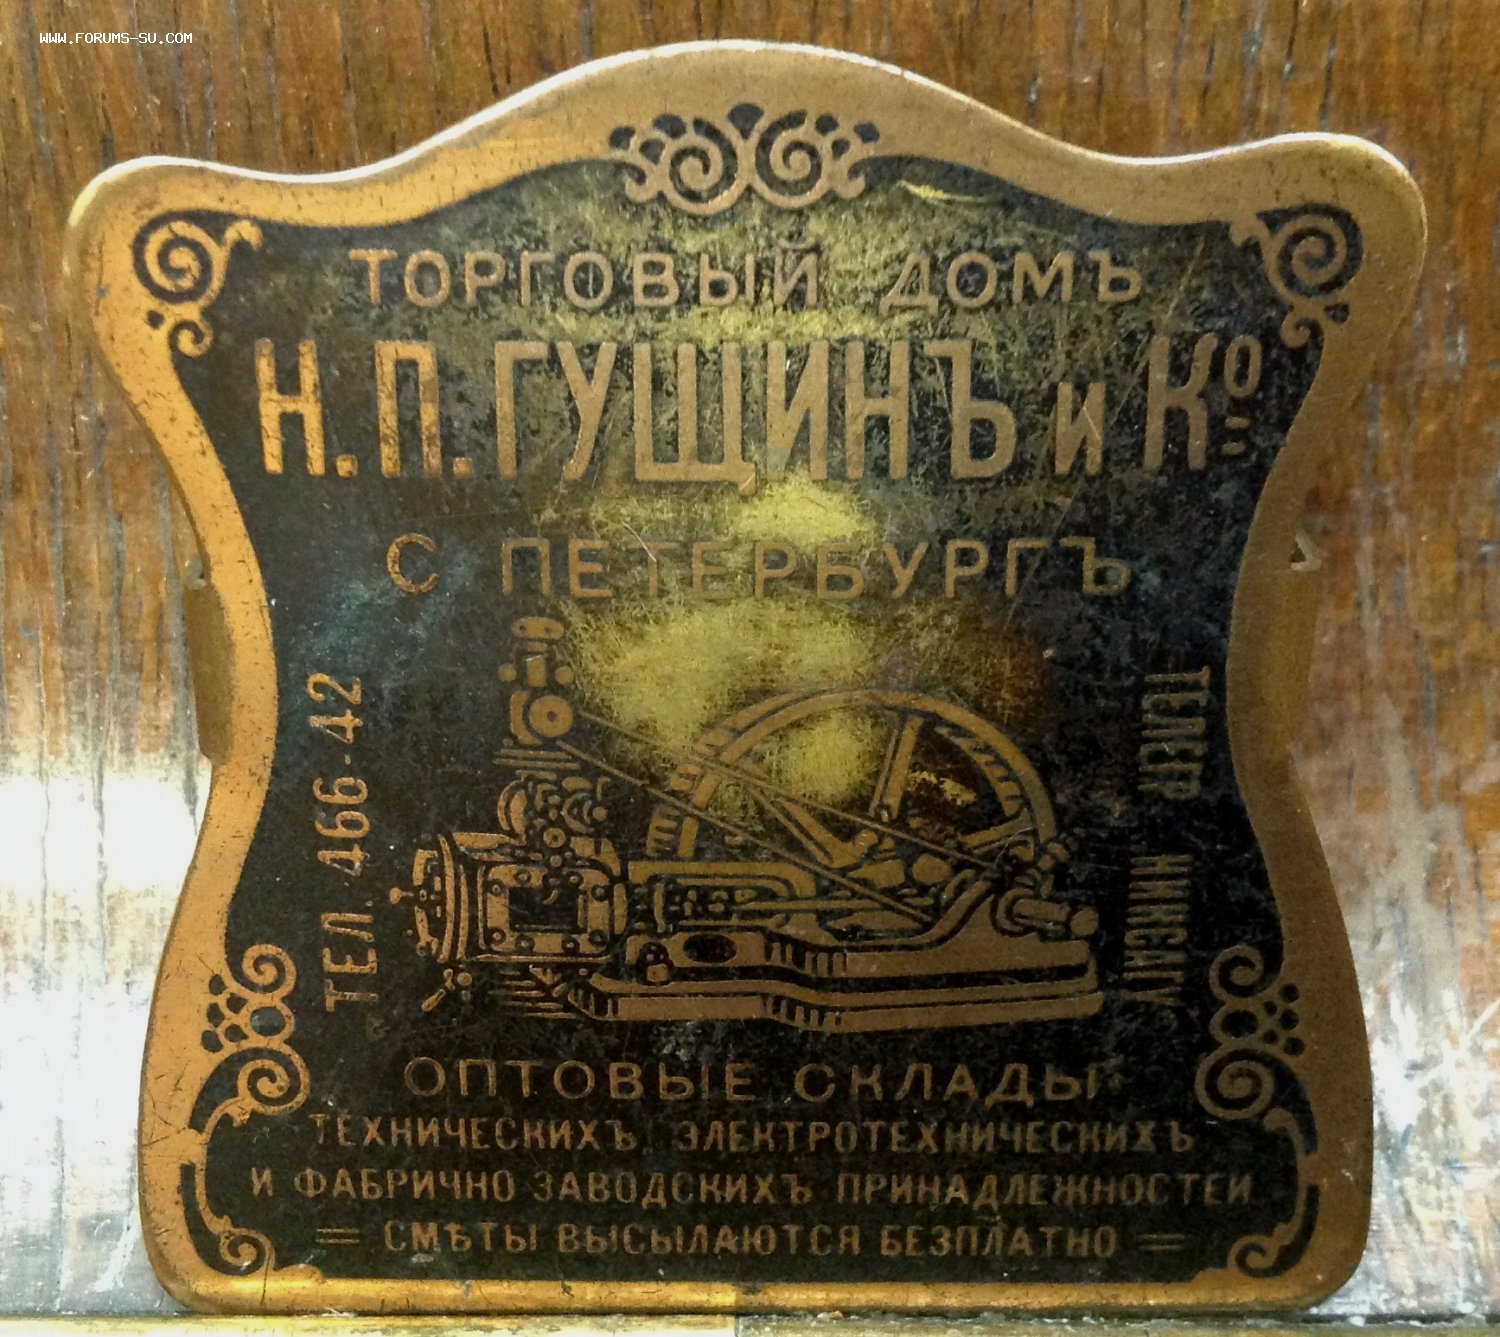 WWW.FORUMS-SU.COM
ТОРГОВЫЙ ДОМЪ
Н.П.ГУЩИНЪ и Ко
С ПЕТЕРБУРГЪ
ТЕЛ. 466-42
ТЕЛЕГР. НИКСАГУ
ОПТОВЫЕ СКЛАДЫ
ТЕХНИЧЕСКИХЪ ЭЛЕКТРОТЕХНИЧЕСКИХЪ
И ФАБРИЧНО ЗАВОДСКИХЪ ПРИНАДЛЕЖНОСТЕЙ
= СМѢТЫ ВЫСЫЛАЮТСЯ БЕЗПЛАТНО =